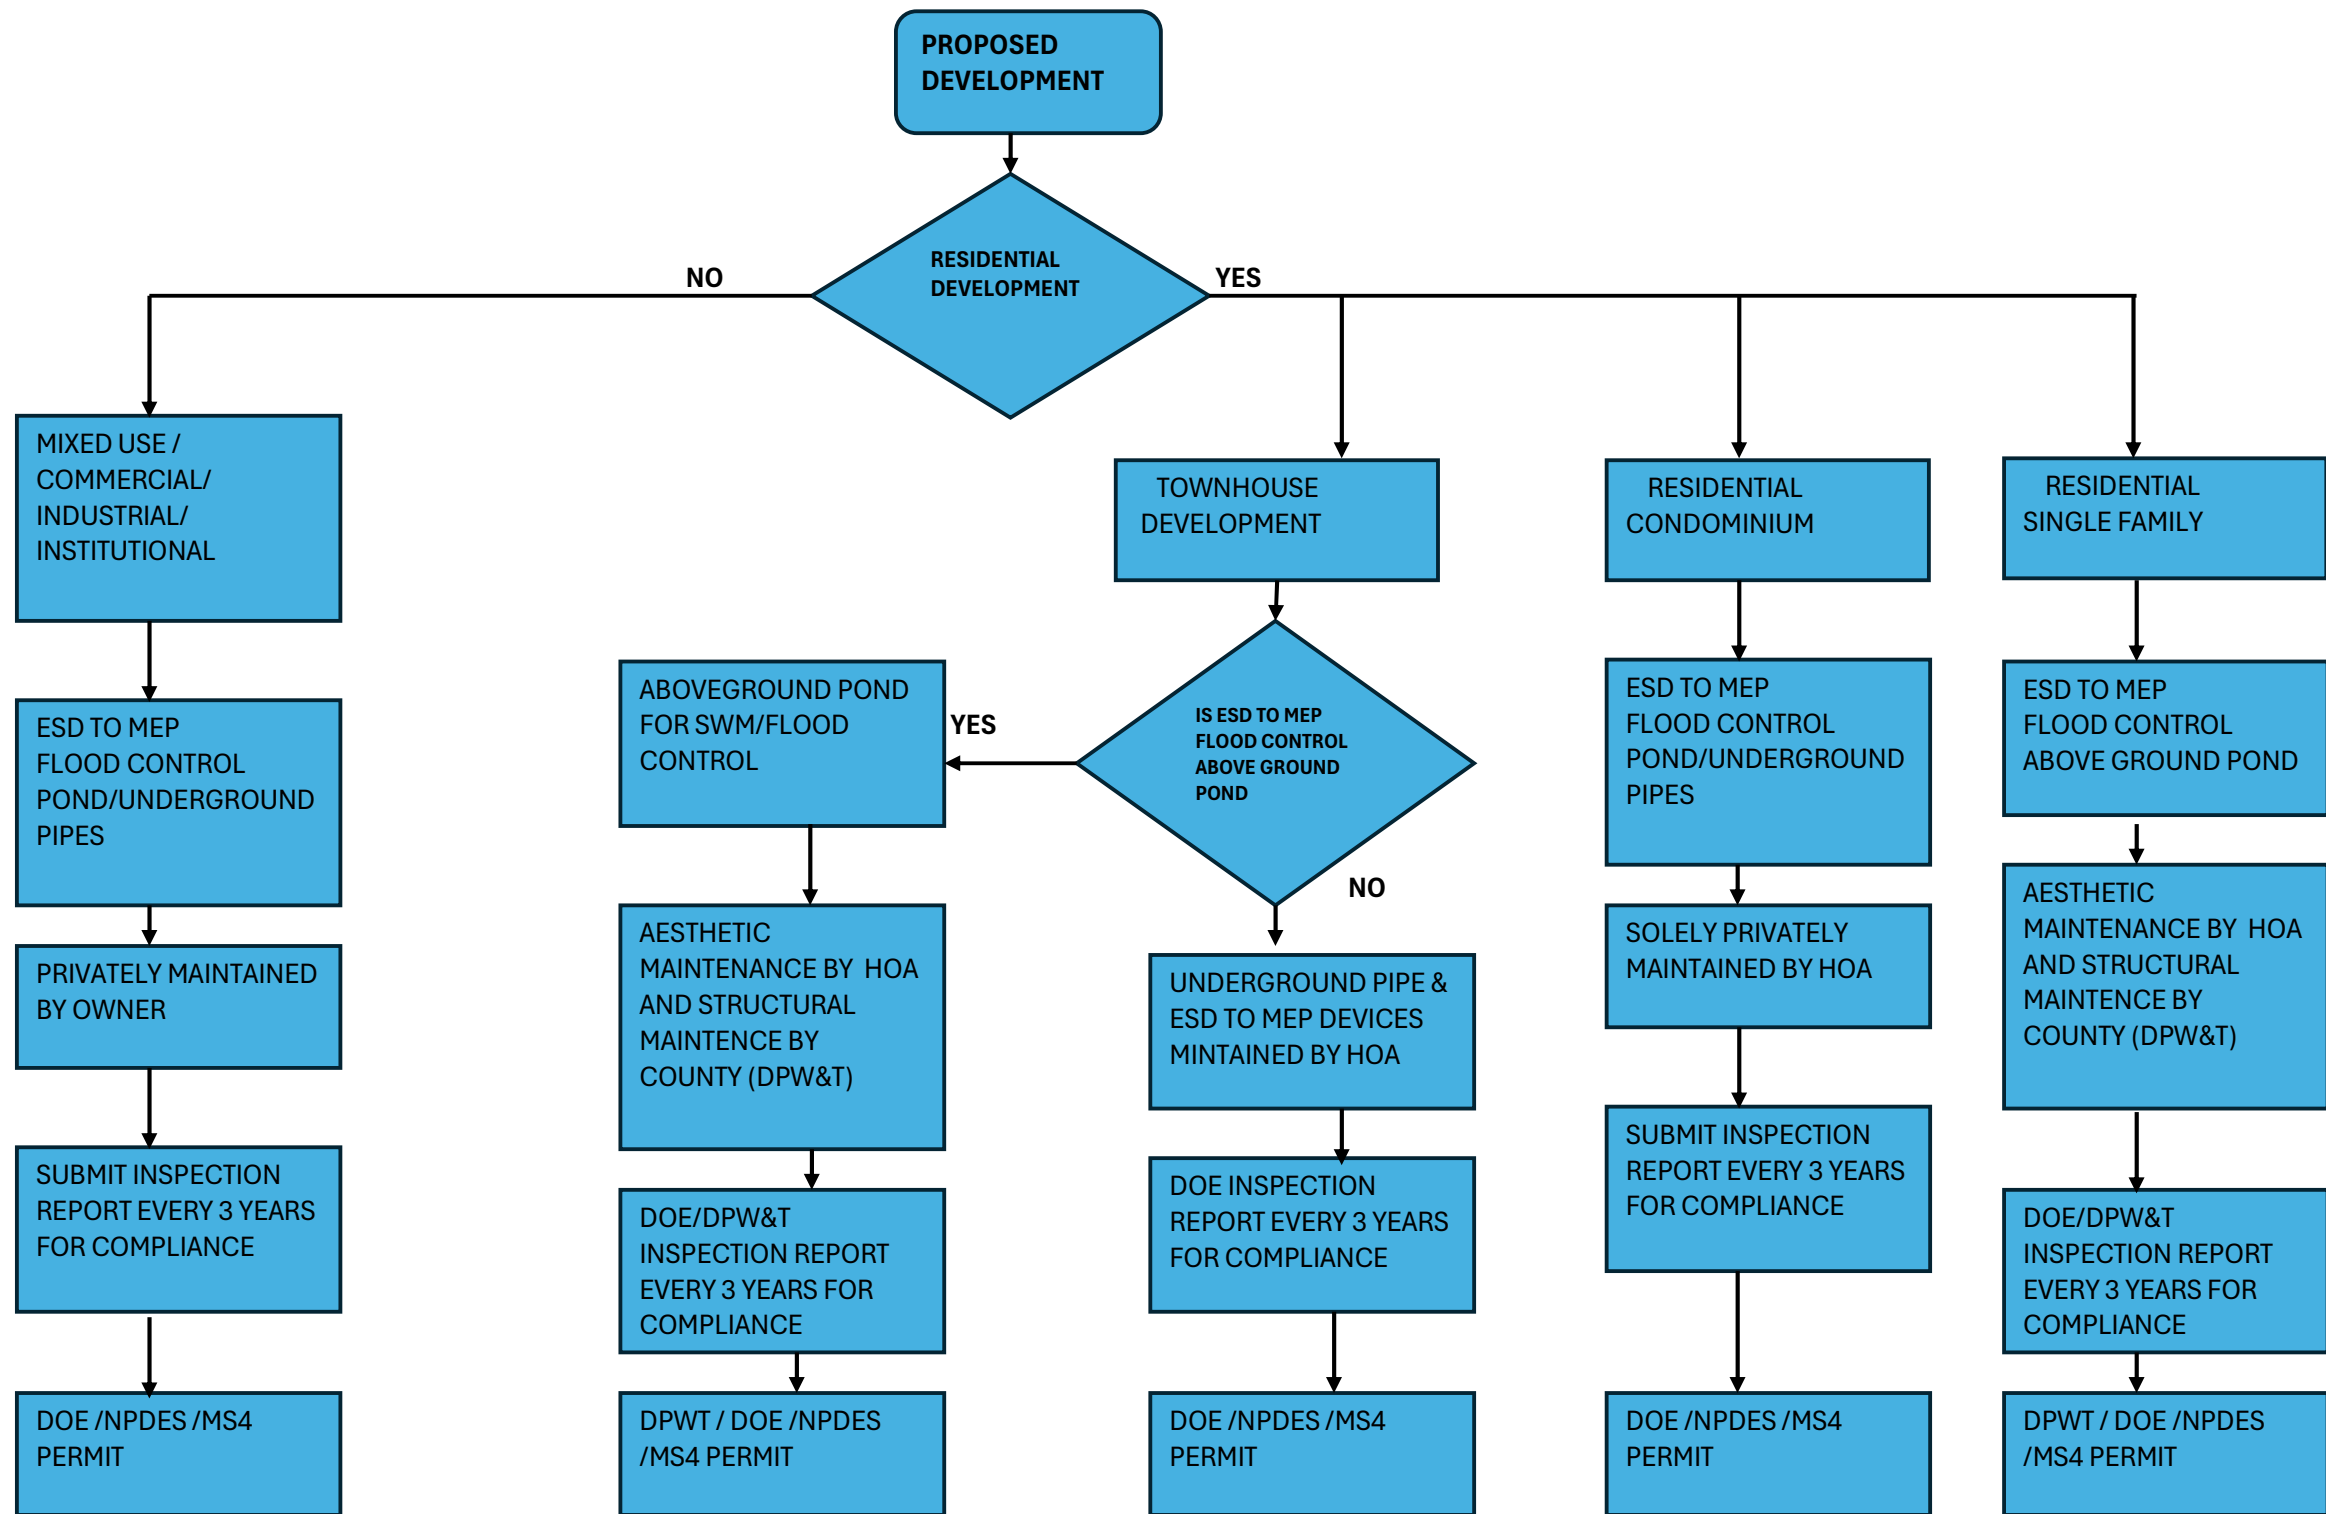 PROPOSED
DEVELOPMENT
RESIDENTIAL
DEVELOPMENT
NO
YES
MIXED USE /
COMMERCIAL/
INDUSTRIAL/
INSTITUTIONAL
ESD TO MEP
FLOOD CONTROL
POND/UNDERGROUND
PIPES
PRIVATELY MAINTAINED
BY OWNER
SUBMIT INSPECTION
REPORT EVERY 3 YEARS
FOR COMPLIANCE
DOE /NPDES /MS4
PERMIT
TOWNHOUSE
DEVELOPMENT
IS ESD TO MEP
FLOOD CONTROL
ABOVE GROUND
POND
YES
NO
ABOVEGROUND POND
FOR SWM/FLOOD
CONTROL
AESTHETIC
MAINTENANCE BY  HOA
AND STRUCTURAL
MAINTENCE BY
COUNTY (DPW&T)
DOE/DPW&T
INSPECTION REPORT
EVERY 3 YEARS FOR
COMPLIANCE
DPWT / DOE /NPDES
/MS4 PERMIT
UNDERGROUND PIPE &
ESD TO MEP DEVICES
MINTAINED BY HOA
DOE INSPECTION
REPORT EVERY 3 YEARS
FOR COMPLIANCE
DOE /NPDES /MS4
PERMIT
RESIDENTIAL
CONDOMINIUM
ESD TO MEP
FLOOD CONTROL
POND/UNDERGROUND
PIPES
SOLELY PRIVATELY
MAINTAINED BY HOA
SUBMIT INSPECTION
REPORT EVERY 3 YEARS
FOR COMPLIANCE
DOE /NPDES /MS4
PERMIT
RESIDENTIAL
SINGLE FAMILY
ESD TO MEP
FLOOD CONTROL
ABOVE GROUND POND
AESTHETIC
MAINTENANCE BY  HOA
AND STRUCTURAL
MAINTENCE BY
COUNTY (DPW&T)
DOE/DPW&T
INSPECTION REPORT
EVERY 3 YEARS FOR
COMPLIANCE
DPWT / DOE /NPDES
/MS4 PERMIT